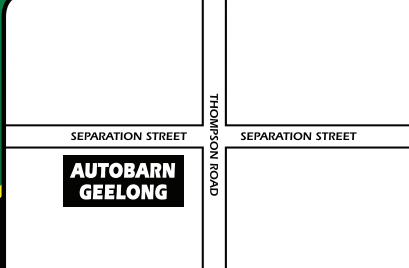 THOMPSON ROAD
SEPARATION STREET
SEPARATION STREET
AUTOBARN
GEELONG